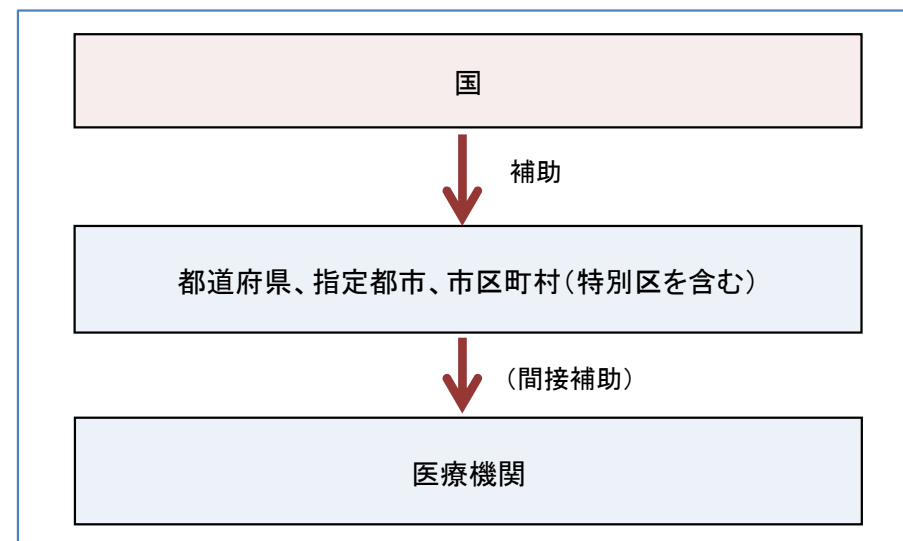 国
補助
都道府県、指定都市、市区町村（特別区を含む）
（間接補助）
医療機関